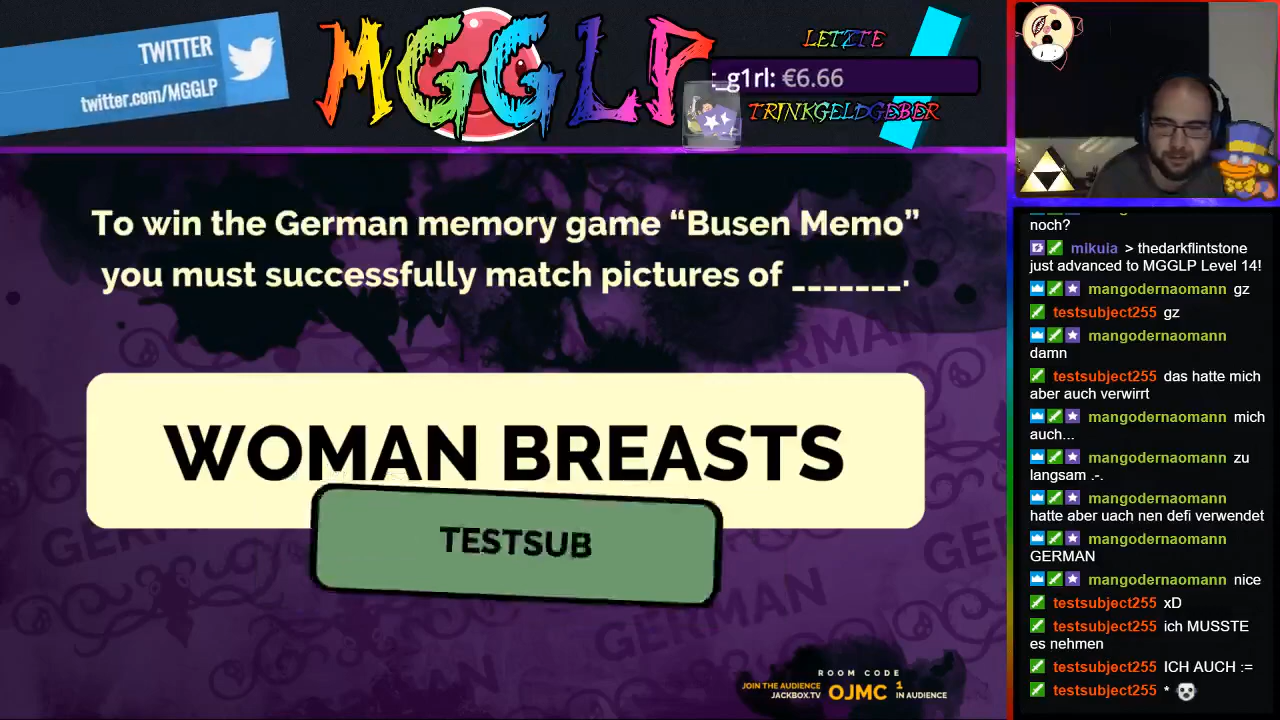 TWITTER
twitter.com/MGGLP
MGGLP
LETZTE
_g1rl: €6.66
TRINKGELDGEBER
To win the German memory game “Busen Memo”
you must successfully match pictures of _______.
WOMAN BREASTS
TESTSUB
GERMAN
GERMAN
GERMAN
GERMAN
ROOM CODE
JOIN THE AUDIENCE
JACKBOX.TV
OJMC
1
IN AUDIENCE
noch?
mikuia > thedarkflintstone
just advanced to MGGLP Level 14!
mangodernaomann gz
testsubject255 gz
mangodernaomann
damn
testsubject255 das hatte mich
aber auch verwirrt
mangodernaomann mich
auch...
mangodernaomann zu
langsam .-.
mangodernaomann
hatte aber uach nen defi verwendet
mangodernaomann
GERMAN
mangodernaomann nice
testsubject255 xD
testsubject255 ich MUSSTE
es nehmen
testsubject255 ICH AUCH :=
testsubject255 *